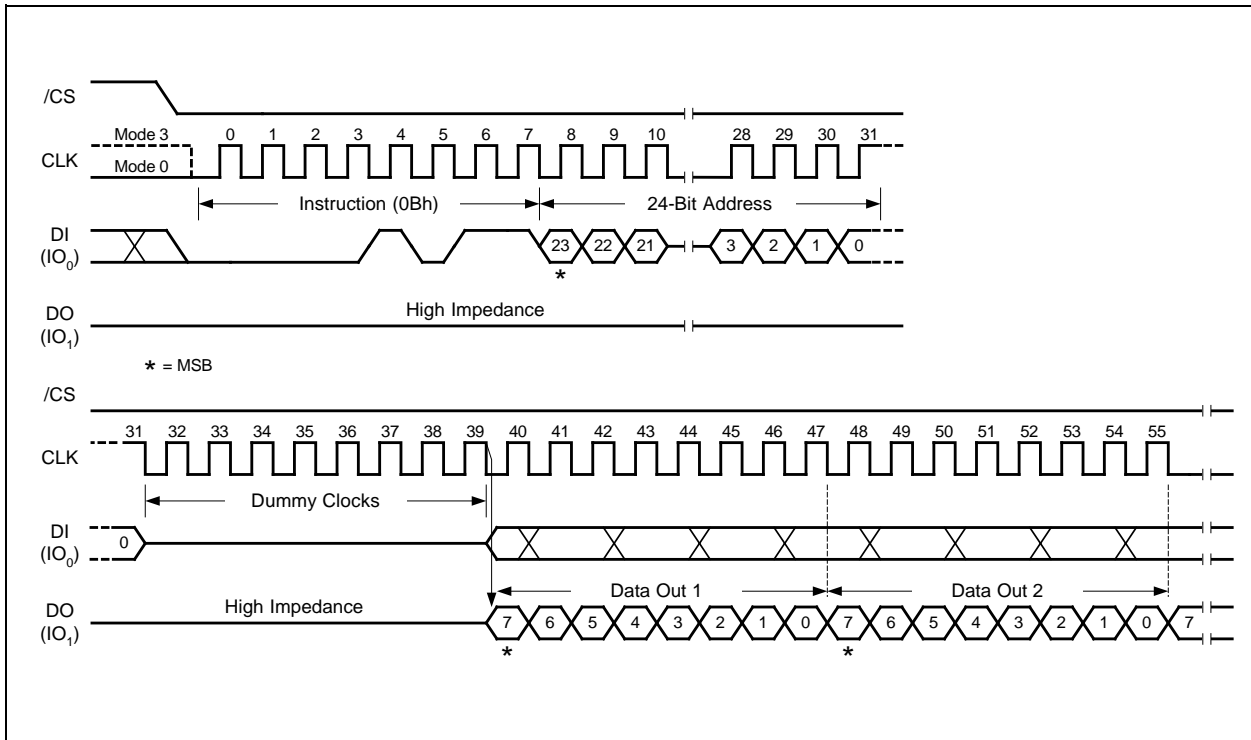 /CS
Mode 3 0 1 2 3 4 5 6 7 8 9 10 28 29 30 31
CLK
Mode 0
Instruction (0Bh) 24-Bit Address
DI
(IO0) 23 22 21 3 2 1 0
*
High Impedance
DO
(IO1)
* = MSB
/CS
31 32 33 34 35 36 37 38 39 40 41 42 43 44 45 46 47 48 49 50 51 52 53 54 55
CLK
Dummy Clocks
DI
(IO0) 0
Data Out 1 Data Out 2
High Impedance
DO
(IO1) 7 6 5 4 3 2 1 0 7 6 5 4 3 2 1 0 7
* *